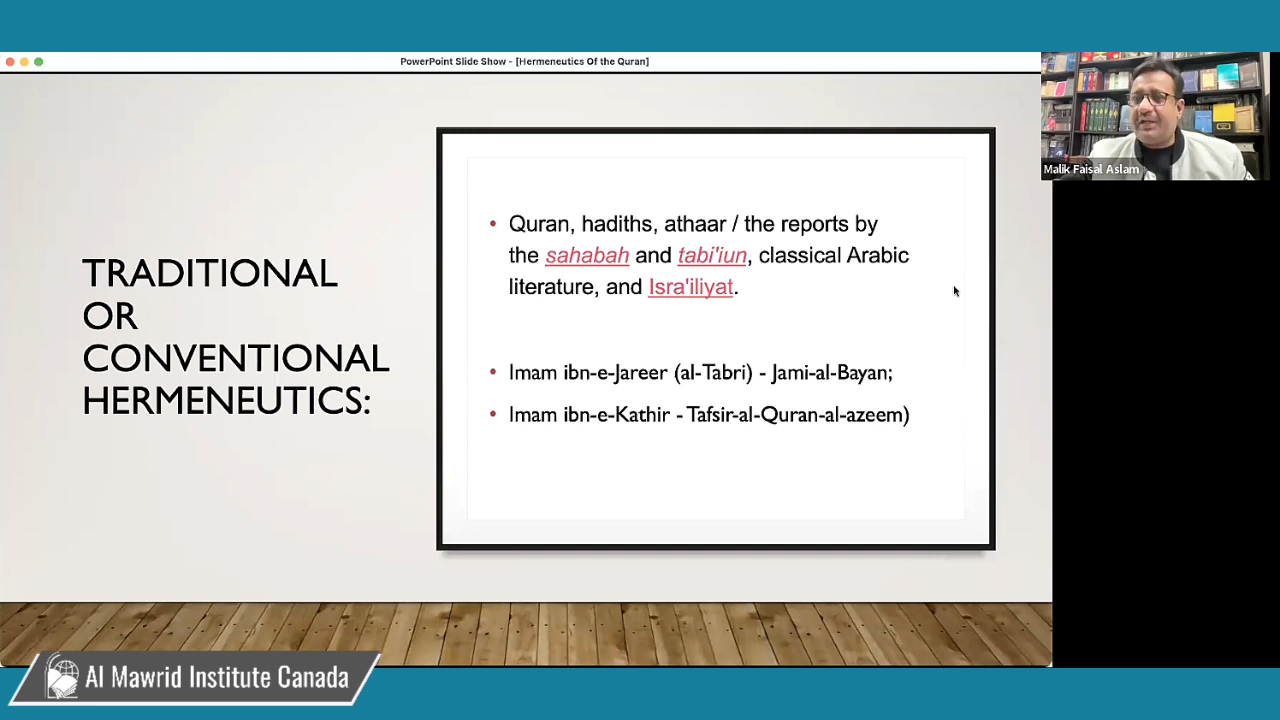 PowerPoint Slide Show - [Hermeneutics Of the Quran]
Malik Faisal Aslam
TRADITIONAL
OR
CONVENTIONAL
HERMENEUTICS:
• Quran, hadiths, athaar / the reports by
the sahabah and tabi'iun, classical Arabic
literature, and Isra'iliyat.
• Imam ibn-e-Jareer (al-Tabri) - Jami-al-Bayan;
• Imam ibn-e-Kathir - Tafsir-al-Quran-al-azeem)
Al Mawrid Institute Canada